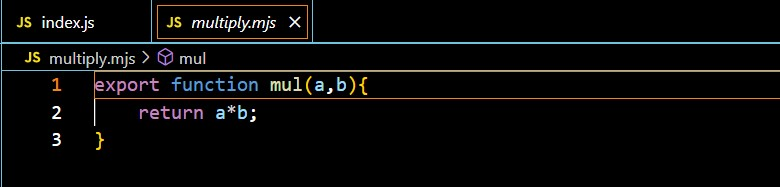 JS index.js JS multiply.mjs ×
JS multiply.mjs > mul
1 export function mul(a,b){
2     return a*b;
3 }